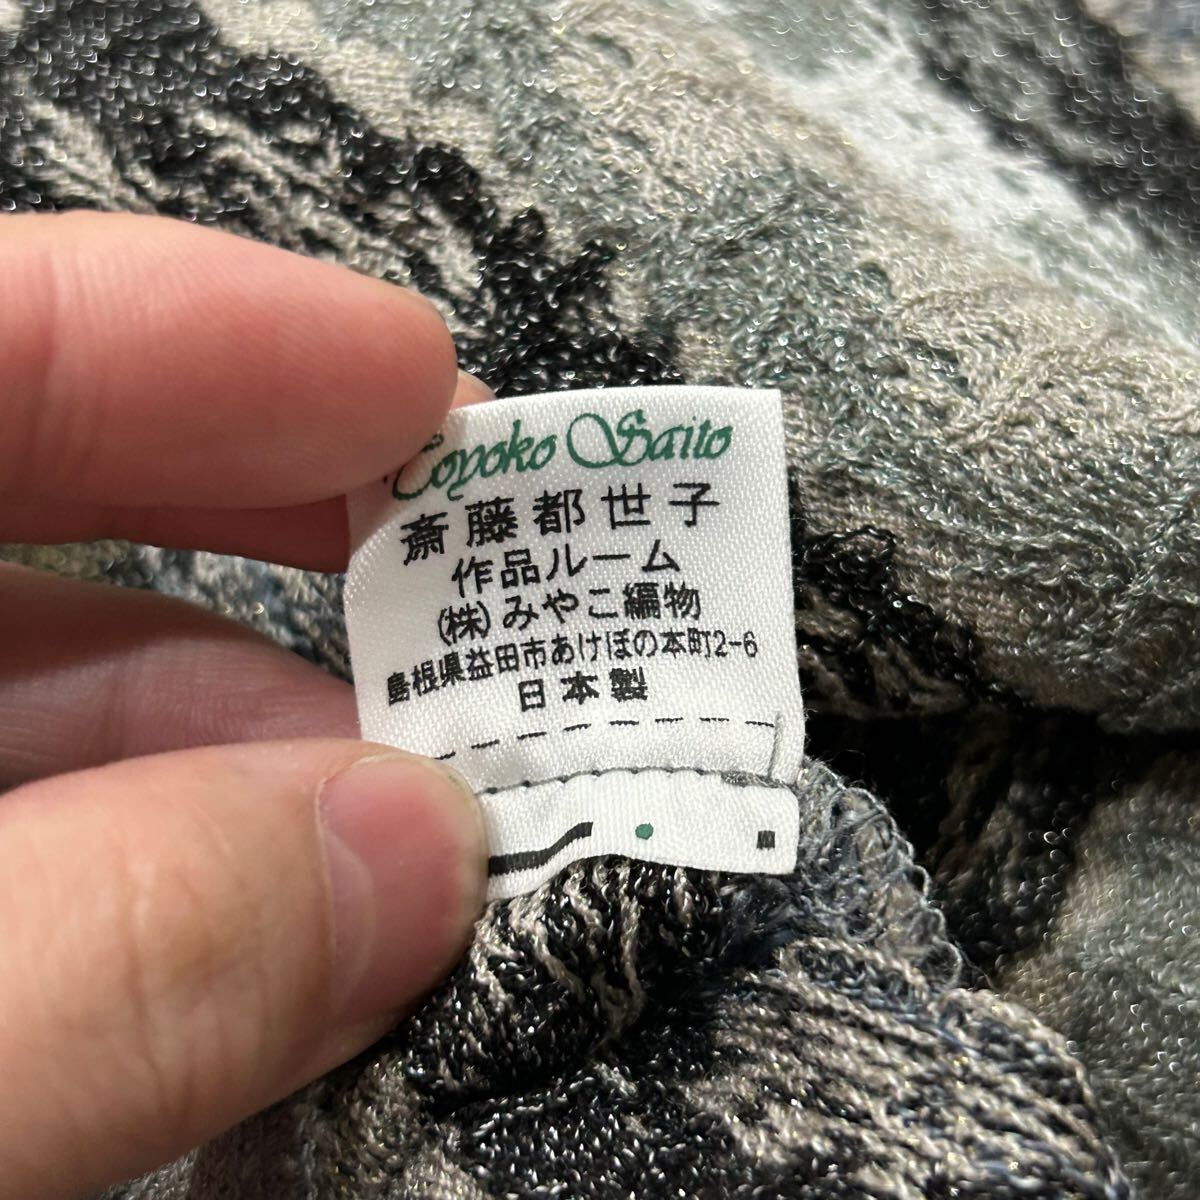 Toyoko Saito
斎藤都世子
作品ルーム
(株)みやこ編物
島根県益田市あけぼの本町2-6
日本製